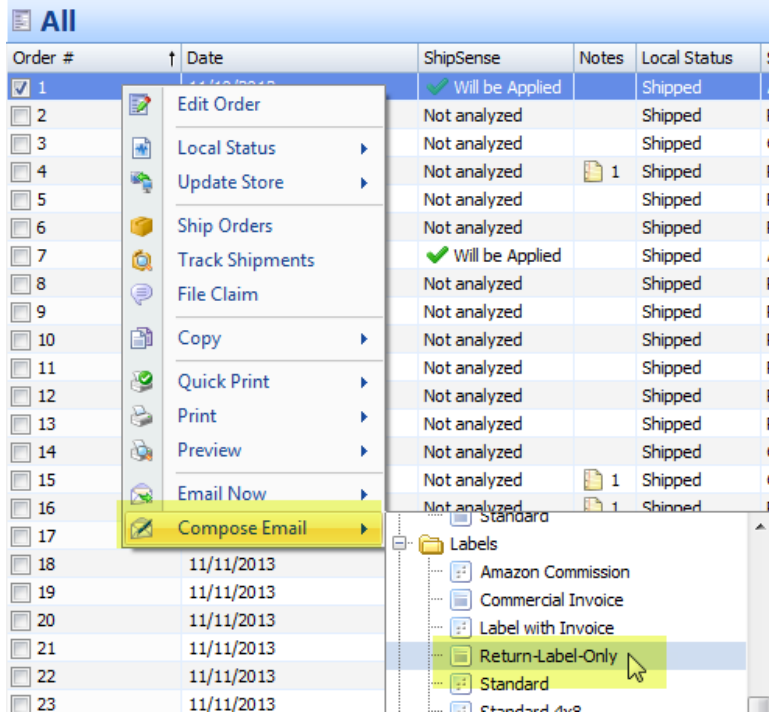 All
Order # Date ShipSense Notes Local Status
1 Will be Applied Shipped
Edit Order
2 Not analyzed Shipped
3 Not analyzed Shipped
Local Status
4 Not analyzed 1 Shipped
Update Store
5 Not analyzed Shipped
6 Not analyzed Shipped
Ship Orders
7 Will be Applied Shipped
Track Shipments
8 Not analyzed Shipped
File Claim
9 Not analyzed Shipped
10 Not analyzed Shipped
Copy
11 Not analyzed Shipped
Quick Print
12 Not analyzed Shipped
Print
13 Not analyzed Shipped
14 Not analyzed Shipped
Preview
15 Not analyzed 1 Shipped
Email Now
16 Not analyzed 1 Shipped
Standard
17 Compose Email
Labels
18 11/11/2013
Amazon Commission
19 11/11/2013
Commercial Invoice
20 11/11/2013
Label with Invoice
21 11/11/2013
Return-Label-Only
22 11/11/2013
Standard
23 11/11/2013
Standard 4x8